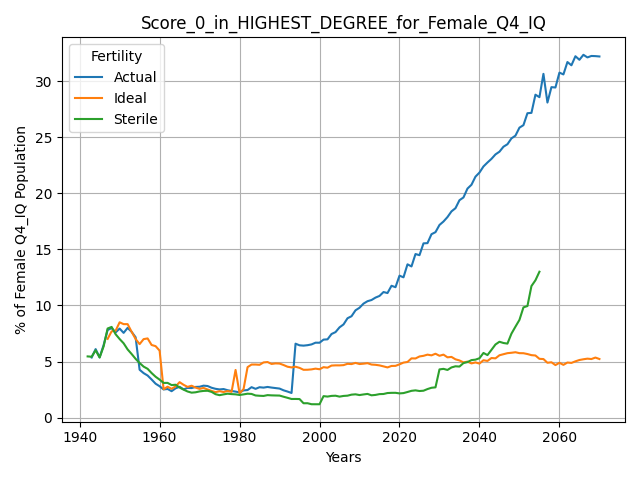 Score_0_in_HIGHEST_DEGREE_for_Female_Q4_IQ
Fertility
Actual
Ideal
Sterile
% of Female Q4_IQ Population
30
25
20
15
10
5
0
1940
1960
1980
2000
2020
2040
2060
Years